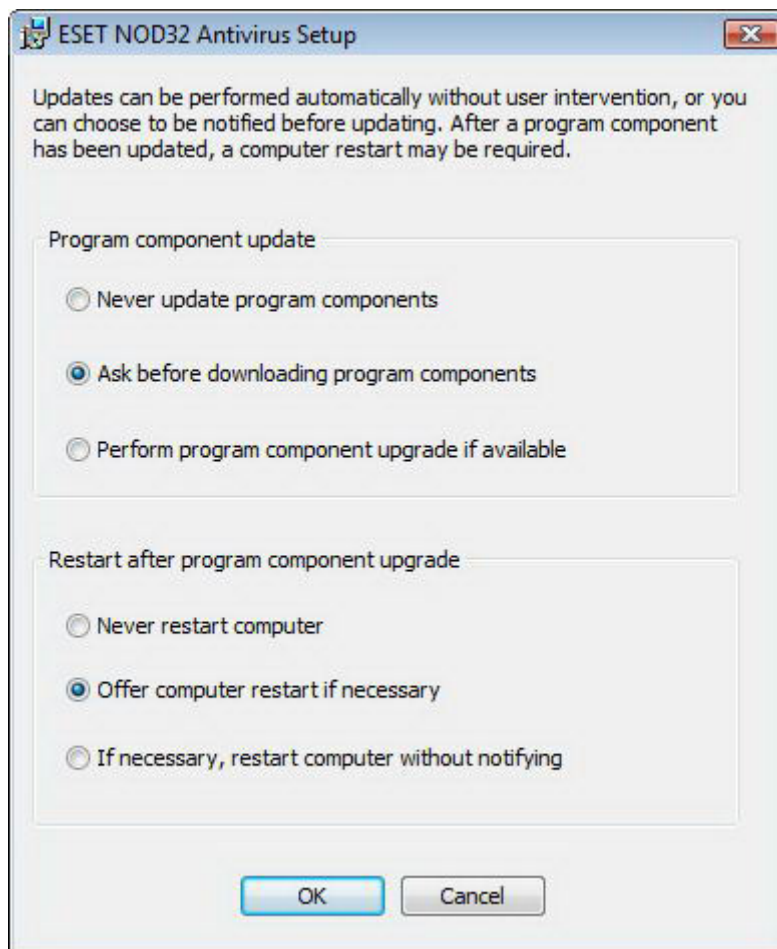 ESET NOD32 Antivirus Setup
Updates can be performed automatically without user intervention, or you
can choose to be notified before updating. After a program component
has been updated, a computer restart may be required.
Program component update
Never update program components
Ask before downloading program components
Perform program component upgrade if available
Restart after program component upgrade
Never restart computer
Offer computer restart if necessary
If necessary, restart computer without notifying
OK
Cancel